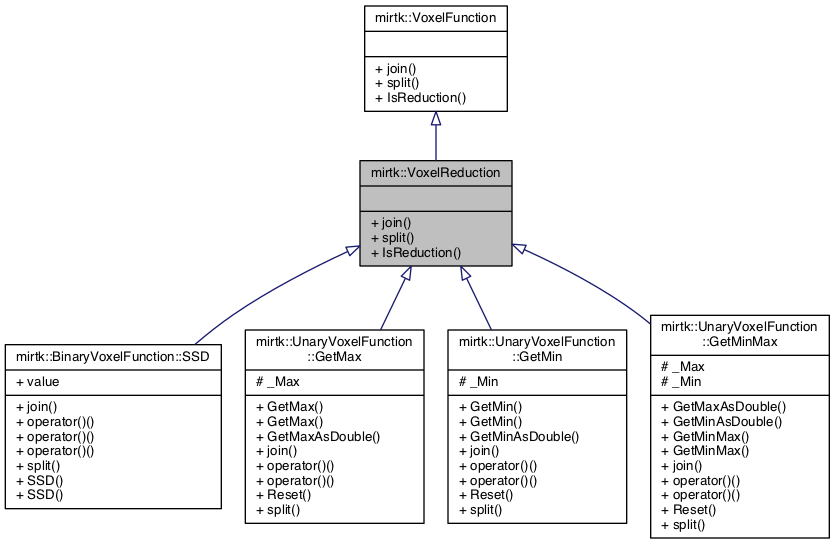 mirtk::VoxelFunction
+ join()
+ split()
+ IsReduction()
mirtk::VoxelReduction
+ join()
+ split()
+ IsReduction()
mirtk::BinaryVoxelFunction::SSD
+ value
+ join()
+ operator()()
+ operator()()
+ operator()()
+ split()
+ SSD()
+ SSD()
mirtk::UnaryVoxelFunction
::GetMax
# _Max
+ GetMax()
+ GetMax()
+ GetMaxAsDouble()
+ join()
+ operator()()
+ operator()()
+ Reset()
+ split()
mirtk::UnaryVoxelFunction
::GetMin
# _Min
+ GetMin()
+ GetMin()
+ GetMinAsDouble()
+ join()
+ operator()()
+ operator()()
+ Reset()
+ split()
mirtk::UnaryVoxelFunction
::GetMinMax
# _Max
# _Min
+ GetMaxAsDouble()
+ GetMinAsDouble()
+ GetMinMax()
+ GetMinMax()
+ join()
+ operator()()
+ operator()()
+ Reset()
+ split()